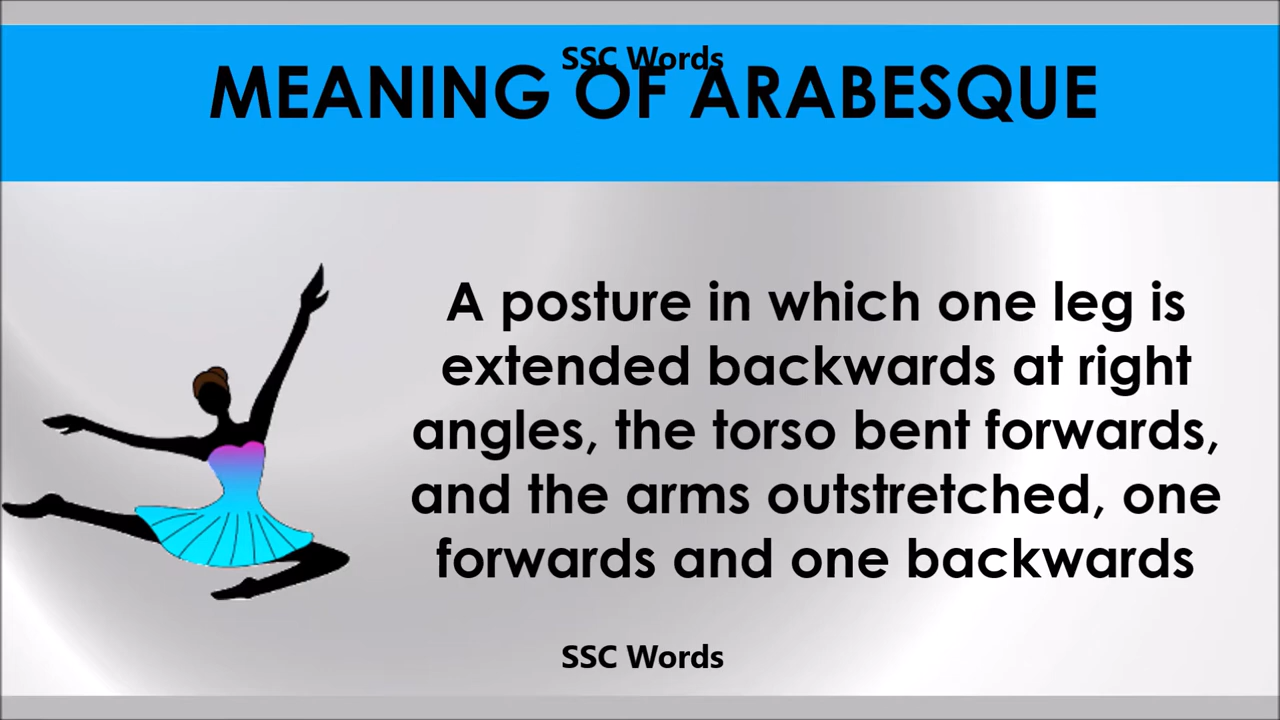 SSC Words
MEANING OF ARABESQUE
A posture in which one leg is
extended backwards at right
angles, the torso bent forwards,
and the arms outstretched, one
forwards and one backwards
SSC Words